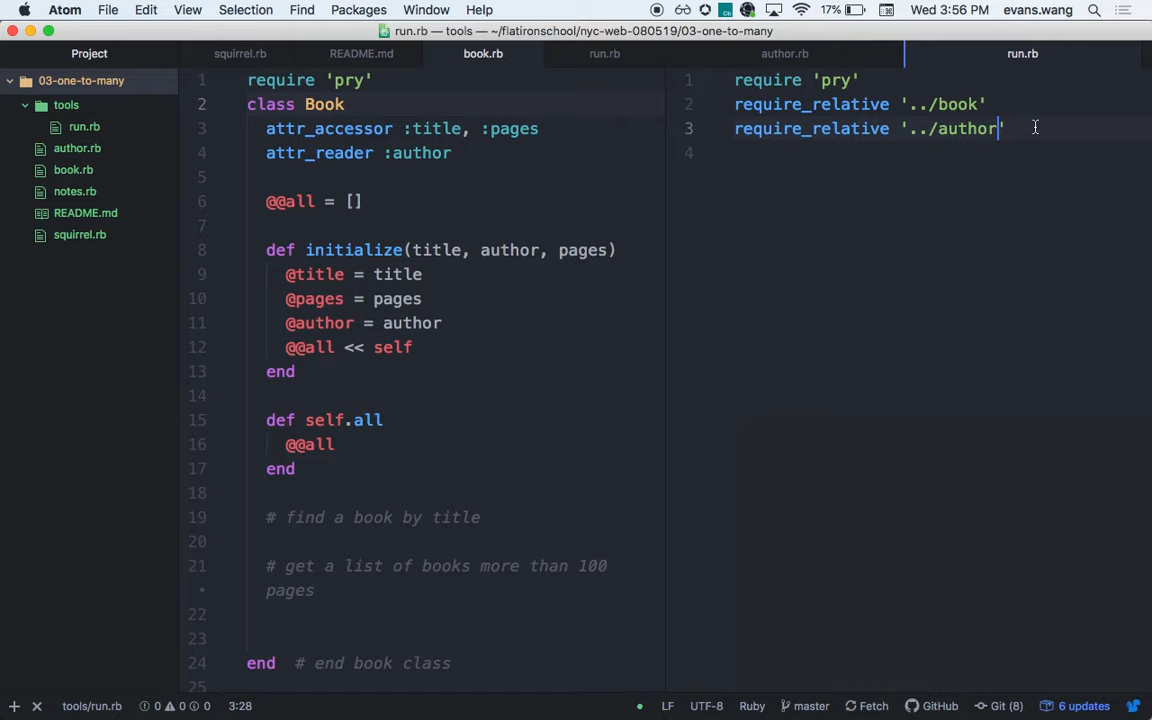 Atom File Edit View Selection Find Packages Window Help 17% Wed 3:56 PM evans.wang
run.rb — tools — ~/flatironschool/nyc-web-080519/03-one-to-many
Project squirrel.rb README.md book.rb run.rb author.rb run.rb
03-one-to-many
tools
run.rb
author.rb
book.rb
notes.rb
README.md
squirrel.rb
1 require 'pry'
2 class Book
3 attr_accessor :title, :pages
4 attr_reader :author
5
6 @@all = []
7
8 def initialize(title, author, pages)
9 @title = title
10 @pages = pages
11 @author = author
12 @@all << self
13 end
14
15 def self.all
16 @@all
17 end
18
19 # find a book by title
20
21 # get a list of books more than 100
• pages
22
23
24 end # end book class
25
1 require 'pry'
2 require_relative '../book'
3 require_relative '../author'
4
tools/run.rb 0 0 0 3:28 LF UTF-8 Ruby master Fetch GitHub Git (8) 6 updates